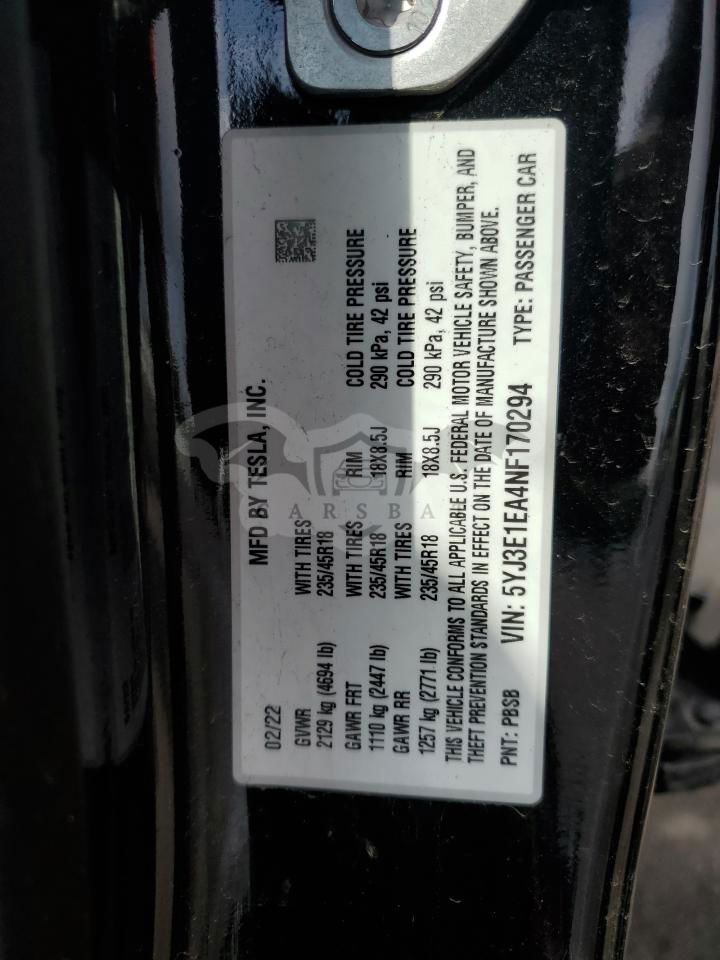 MFD BY TESLA, INC.
02/22
GVWR WITH TIRES
2129 kg (4694 lb) 235/45R18
GAWR FRT WITH TIRES RIM COLD TIRE PRESSURE
1110 kg (2447 lb) 235/45R18 18X8.5J 290 kPa, 42 psi
GAWR RR WITH TIRES RIM COLD TIRE PRESSURE
1257 kg (2771 lb) 235/45R18 18X8.5J 290 kPa, 42 psi
THIS VEHICLE CONFORMS TO ALL APPLICABLE U.S. FEDERAL MOTOR VEHICLE SAFETY, BUMPER, AND
THEFT PREVENTION STANDARDS IN EFFECT ON THE DATE OF MANUFACTURE SHOWN ABOVE.
PNT: PBSB VIN: 5YJ3E1EA4NF170294 TYPE: PASSENGER CAR